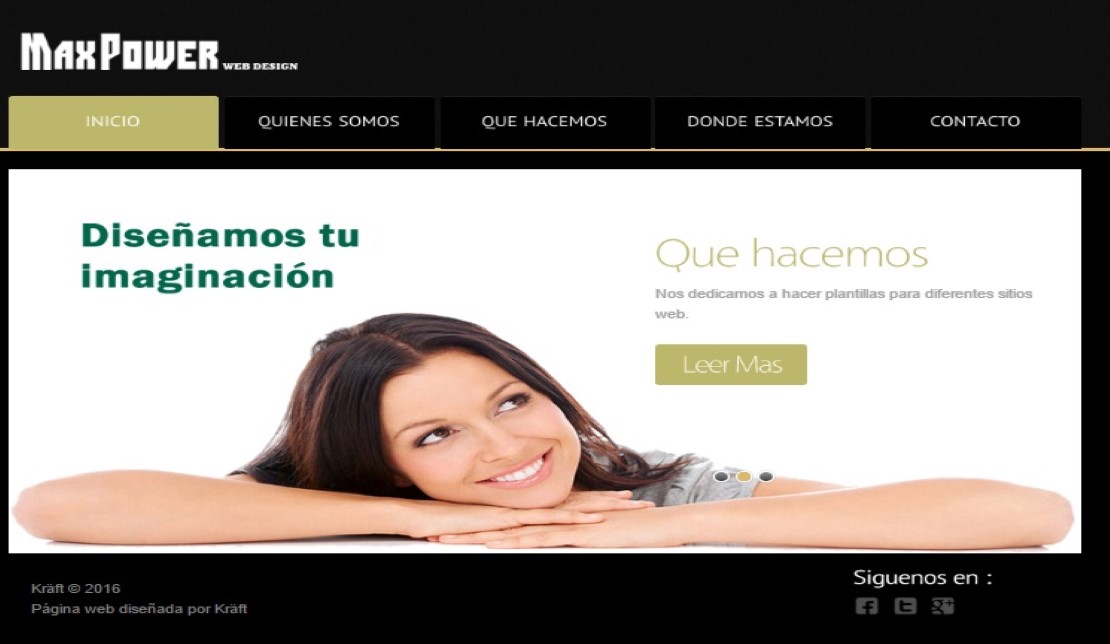 MAXPOWER WEB DESIGN
INICIO QUIENES SOMOS QUE HACEMOS DONDE ESTAMOS CONTACTO
Diseñamos tu
imaginación
Que hacemos
Nos dedicamos a hacer plantillas para diferentes sitios
web.
Leer Mas
Kräft © 2016
Página web diseñada por Kräft
Siguenos en :